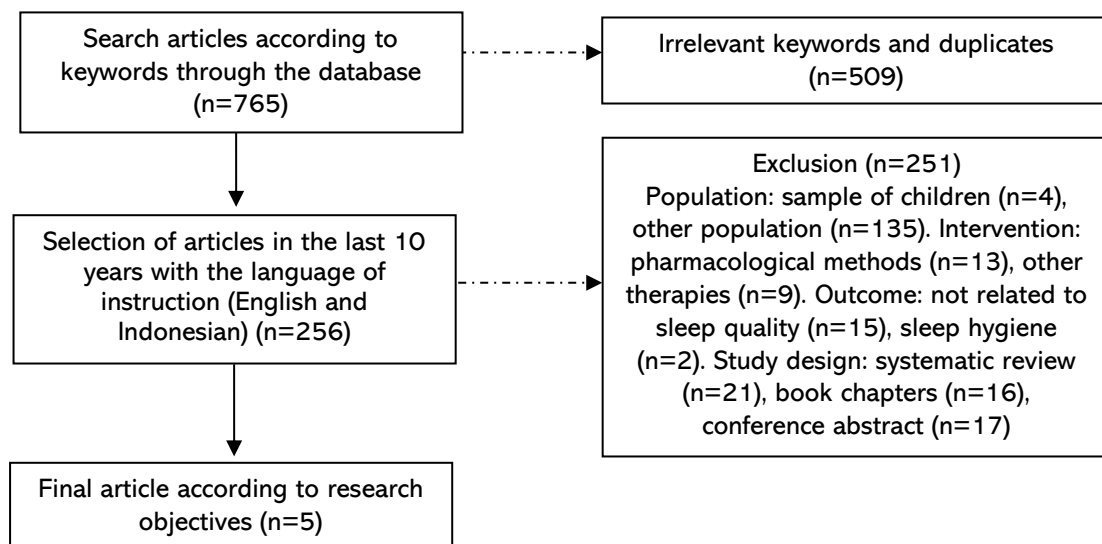 Search articles according to
keywords through the database
(n=765)
Irrelevant keywords and duplicates
(n=509)
Selection of articles in the last 10
years with the language of
instruction (English and
Indonesian) (n=256)
Exclusion (n=251)
Population: sample of children (n=4),
other population (n=135). Intervention:
pharmacological methods (n=13), other
therapies (n=9). Outcome: not related to
sleep quality (n=15), sleep hygiene
(n=2). Study design: systematic review
(n=21), book chapters (n=16),
conference abstract (n=17)
Final article according to research
objectives (n=5)